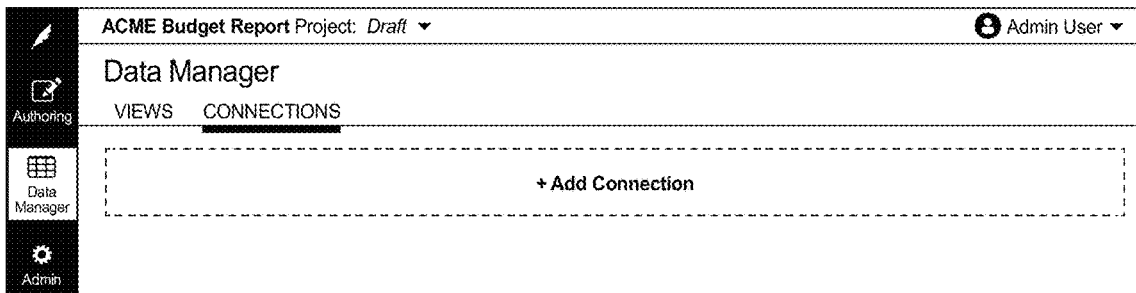 ACME Budget Report Project: Draft
Admin User
Data Manager
VIEWS CONNECTIONS
+ Add Connection
Authoring
Data
Manager
Admin